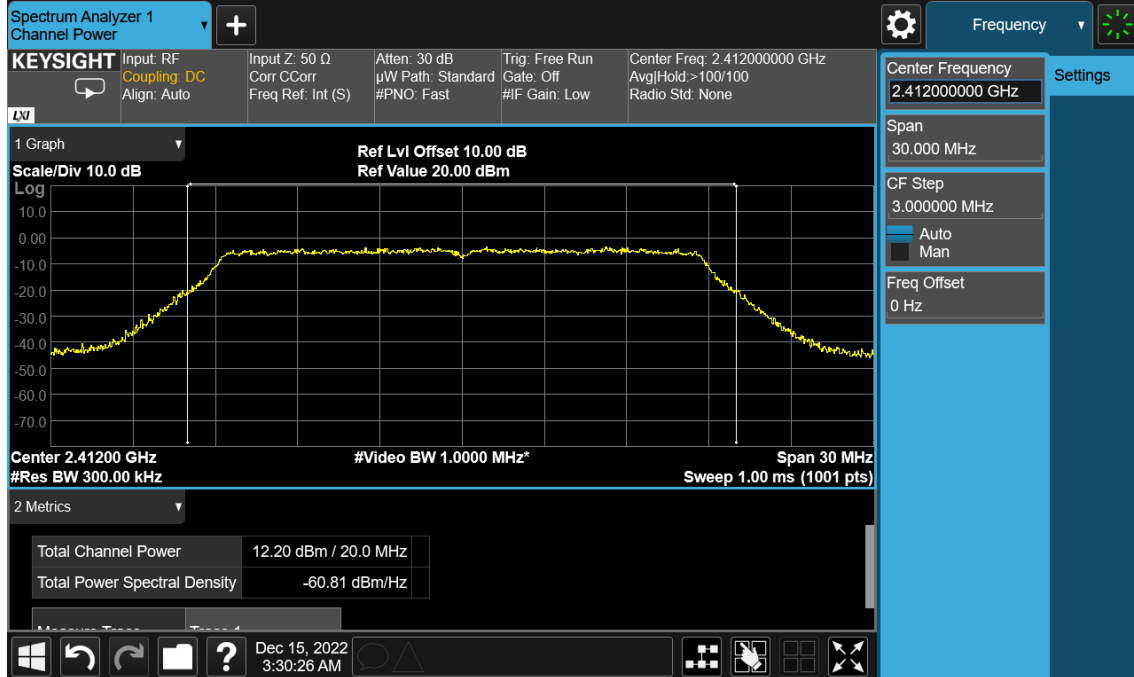 Spectrum Analyzer 1
Channel Power
+
Frequency
KEYSIGHT
LXI
Input: RF
Coupling: DC
Align: Auto
Input Z: 50 Ω
Corr CCorr
Freq Ref: Int (S)
Atten: 30 dB
µW Path: Standard
#PNO: Fast
Trig: Free Run
Gate: Off
#IF Gain: Low
Center Freq: 2.412000000 GHz
Avg|Hold:>100/100
Radio Std: None
Center Frequency
2.412000000 GHz
Settings
Span
30.000 MHz
CF Step
3.000000 MHz
Auto
Man
Freq Offset
0 Hz
1 Graph
Scale/Div 10.0 dB
Ref Lvl Offset 10.00 dB
Ref Value 20.00 dBm
Log
10.0
0.00
-10.0
-20.0
-30.0
-40.0
-50.0
-60.0
-70.0
Center 2.41200 GHz
#Video BW 1.0000 MHz*
Span 30 MHz
#Res BW 300.00 kHz
Sweep 1.00 ms (1001 pts)
2 Metrics
Total Channel Power 12.20 dBm / 20.0 MHz
Total Power Spectral Density -60.81 dBm/Hz
Measure Trace Trace 1
?
Dec 15, 2022
3:30:26 AM